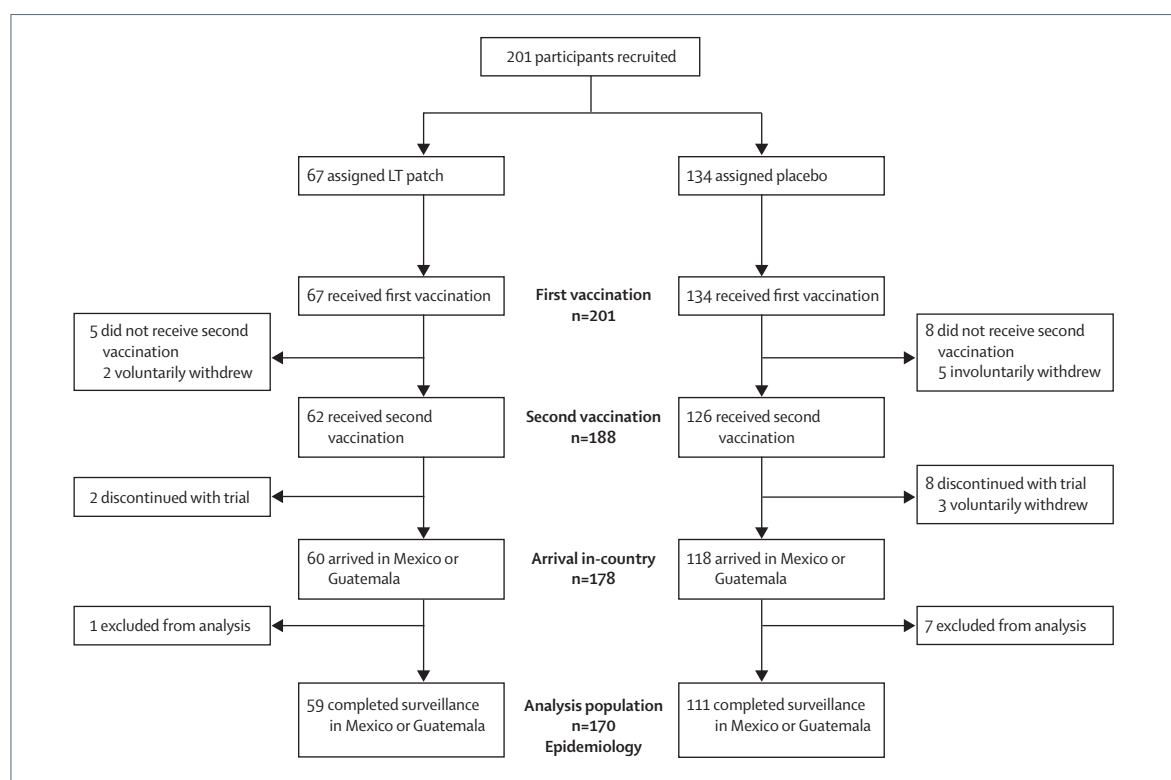 201 participants recruited
67 assigned LT patch
134 assigned placebo
67 received first vaccination
First vaccination
n=201
134 received first vaccination
5 did not receive second
vaccination
2 voluntarily withdrew
8 did not receive second
vaccination
5 involuntarily withdrew
62 received second
vaccination
Second vaccination
n=188
126 received second
vaccination
2 discontinued with trial
8 discontinued with trial
3 voluntarily withdrew
60 arrived in Mexico or
Guatemala
Arrival in-country
n=178
118 arrived in Mexico or
Guatemala
1 excluded from analysis
7 excluded from analysis
59 completed surveillance
in Mexico or Guatemala
Analysis population
n=170
Epidemiology
111 completed surveillance
in Mexico or Guatemala